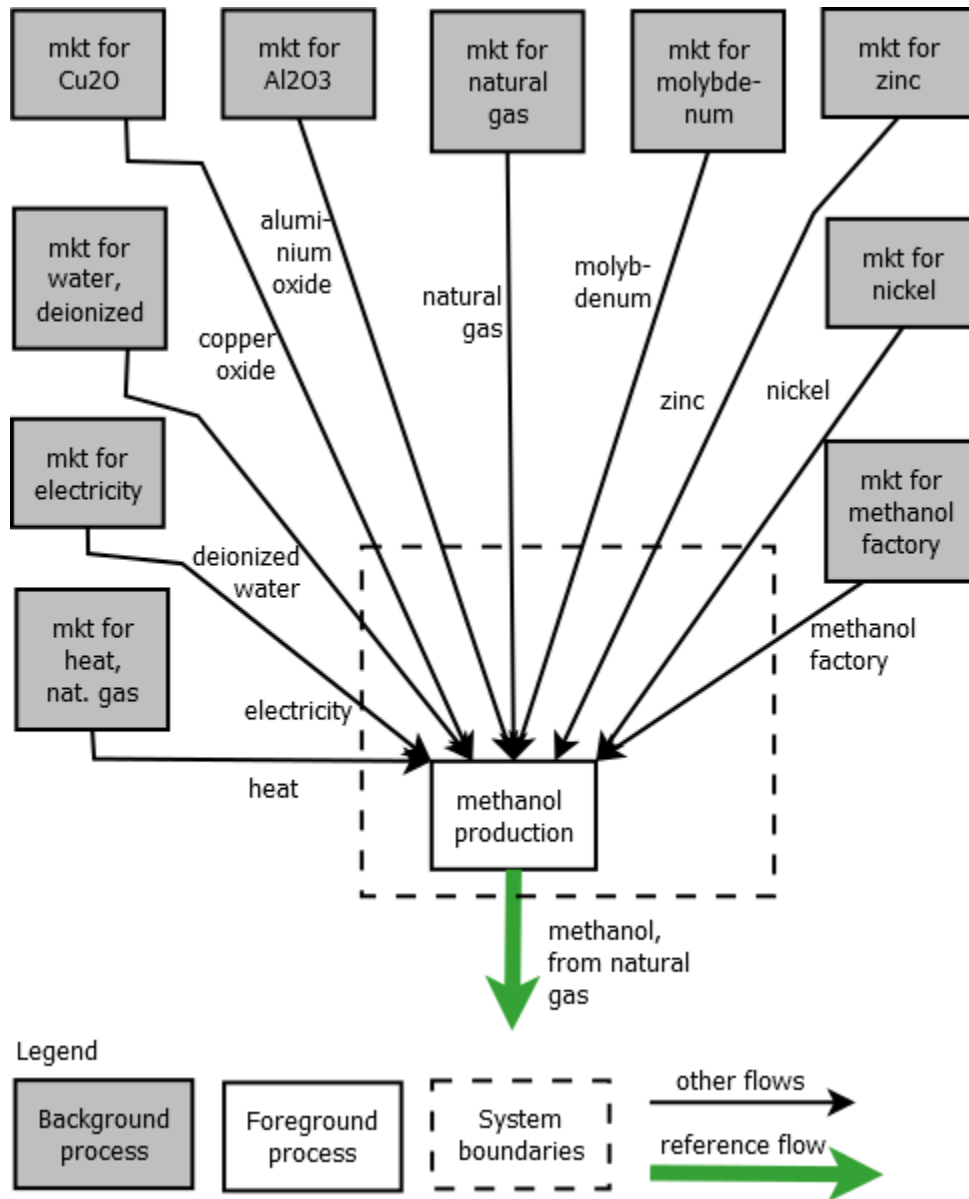 mkt for
Cu2O
mkt for
Al2O3
mkt for
natural
gas
mkt for
molybde-
num
mkt for
zinc
mkt for
water,
deionized
alumi-
nium
oxide
natural
gas
molyb-
denum
mkt for
nickel
copper
oxide
zinc
nickel
mkt for
electricity
mkt for
methanol
factory
deionized
water
mkt for
heat,
nat. gas
methanol
factory
electricity
heat
methanol
production
methanol,
from natural
gas
Legend
Background
process
Foreground
process
System
boundaries
other flows
reference flow